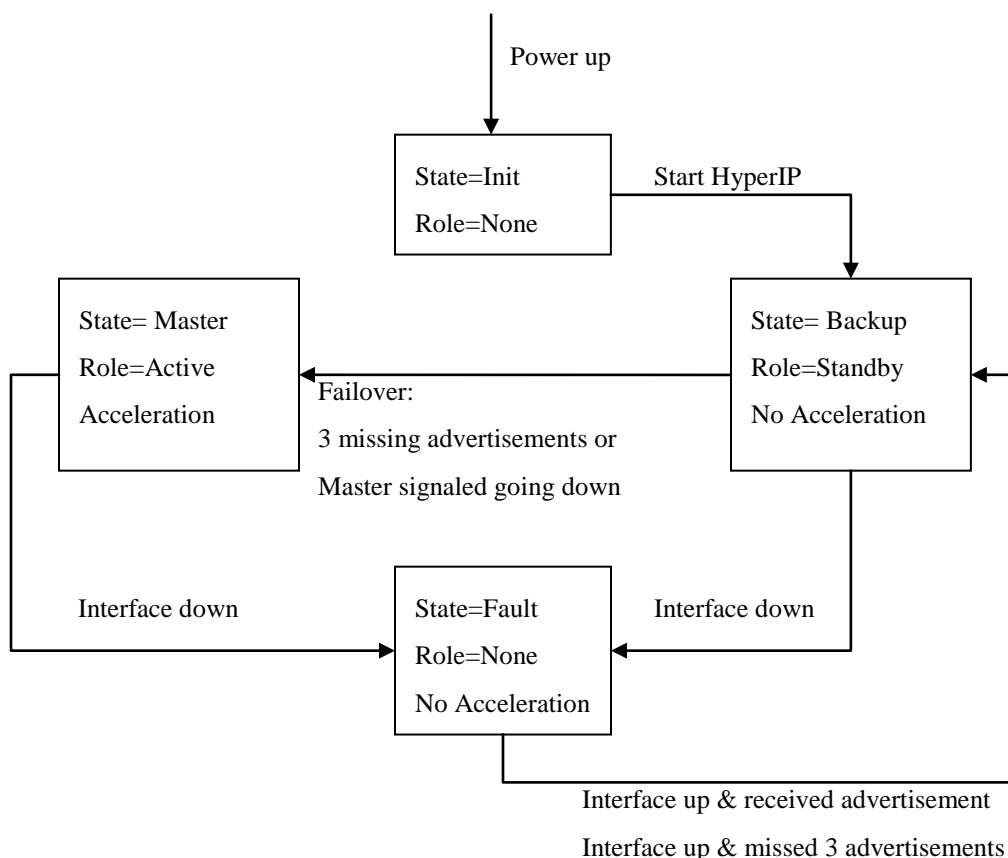 Power up
State=Init
Role=None
Start HyperIP
State= Master
Role=Active
Acceleration
State= Backup
Role=Standby
No Acceleration
Failover:
3 missing advertisements or
Master signaled going down
Interface down
State=Fault
Role=None
No Acceleration
Interface down
Interface up & received advertisement
Interface up & missed 3 advertisements